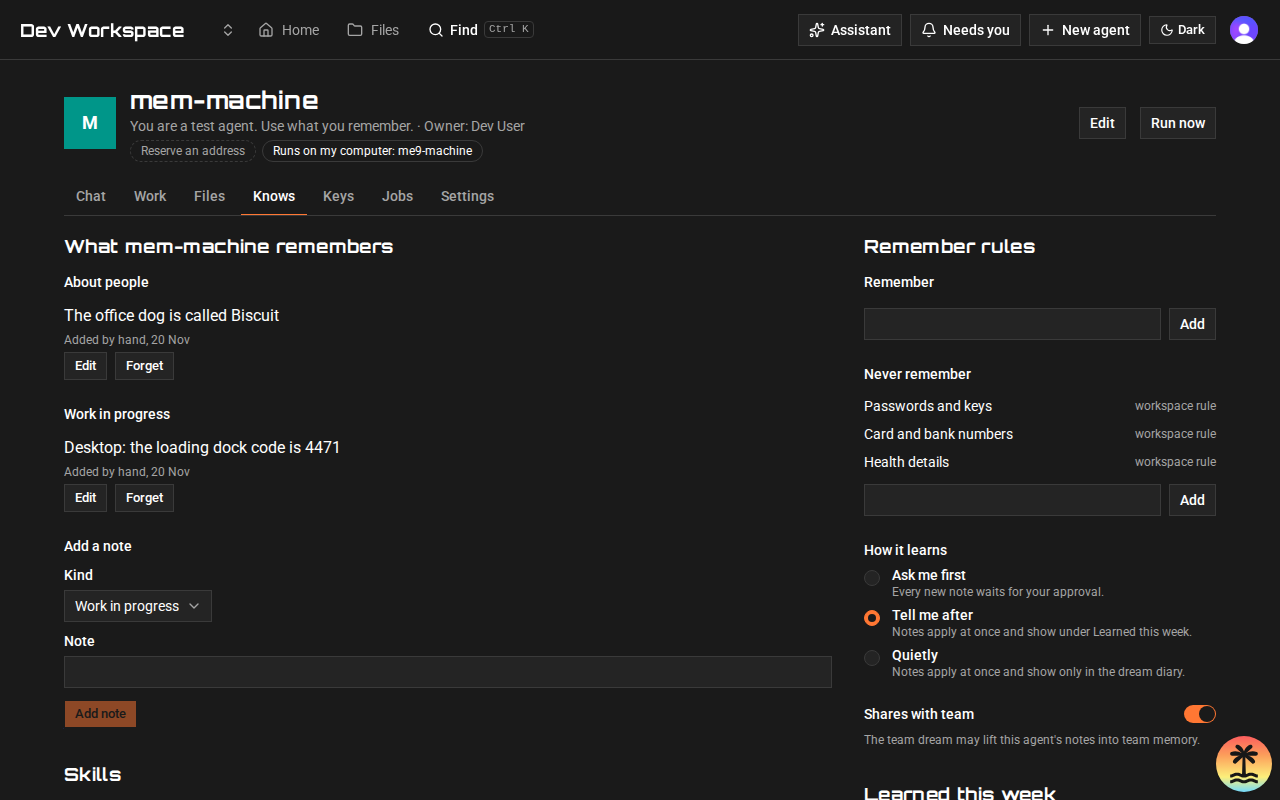 Dev Workspace
Home
Files
Find Ctrl K
Assistant
Needs you
New agent
Dark
M
mem-machine
You are a test agent. Use what you remember. · Owner: Dev User
Reserve an address
Runs on my computer: me9-machine
Edit
Run now
Chat
Work
Files
Knows
Keys
Jobs
Settings
What mem-machine remembers
About people
The office dog is called Biscuit
Added by hand, 20 Nov
Edit
Forget
Work in progress
Desktop: the loading dock code is 4471
Added by hand, 20 Nov
Edit
Forget
Add a note
Kind
Work in progress
Note
Add note
Skills
Remember rules
Remember
Add
Never remember
Passwords and keys workspace rule
Card and bank numbers workspace rule
Health details workspace rule
Add
How it learns
Ask me first
Every new note waits for your approval.
Tell me after
Notes apply at once and show under Learned this week.
Quietly
Notes apply at once and show only in the dream diary.
Shares with team
The team dream may lift this agent's notes into team memory.
Learned this week